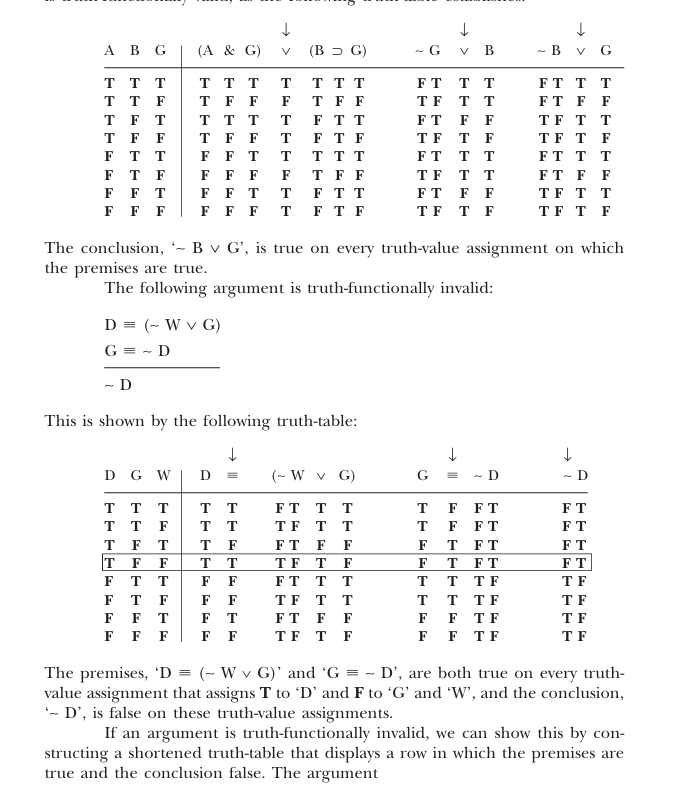 is truth-functionally valid, as the following truth-table establishes:
↓ ↓ ↓
A B G (A & G) ∨ (B ⊃ G) ~ G ∨ B ~ B ∨ G
T T T T T T T T T T F T T T F T T T
T T F T F F F T F F T F T T F T F F
T F T T T T T F T T F T F F T F T T
T F F T F F T F T F T F T F T F T F
F T T F F T T T T T F T T T F T T T
F T F F F F F T F F T F T T F T F F
F F T F F T T F T T F T F F T F T T
F F F F F F T F T F T F T F T F T F
The conclusion, ‘~ B ∨ G’, is true on every truth-value assignment on which
the premises are true.
The following argument is truth-functionally invalid:
D ≡ (~ W ∨ G)
G ≡ ~ D
~ D
This is shown by the following truth-table:
↓ ↓ ↓
D G W D ≡ (~ W ∨ G) G ≡ ~ D ~ D
T T T T T F T T T T F F T F T
T T F T T T F T T T F F T F T
T F T T F F T F F F T F T F T
T F F T T T F T F F T F T F T
F T T F F F T T T T T T F T F
F T F F F T F T T T T T F T F
F F T F T F T F F F F T F T F
F F F F F T F T F F F T F T F
The premises, ‘D ≡ (~ W ∨ G)’ and ‘G ≡ ~ D’, are both true on every truth-
value assignment that assigns T to ‘D’ and F to ‘G’ and ‘W’, and the conclusion,
‘~ D’, is false on these truth-value assignments.
If an argument is truth-functionally invalid, we can show this by con-
structing a shortened truth-table that displays a row in which the premises are
true and the conclusion false. The argument